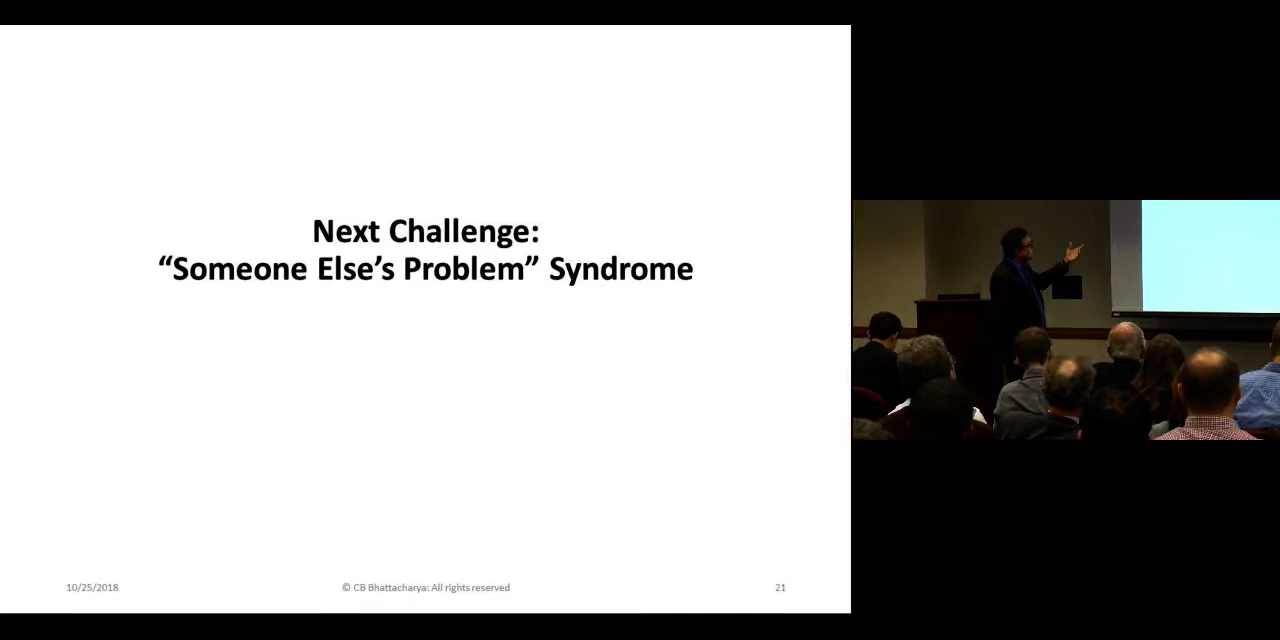 Next Challenge:
“Someone Else’s Problem” Syndrome
10/25/2018
© CB Bhattacharya: All rights reserved
21